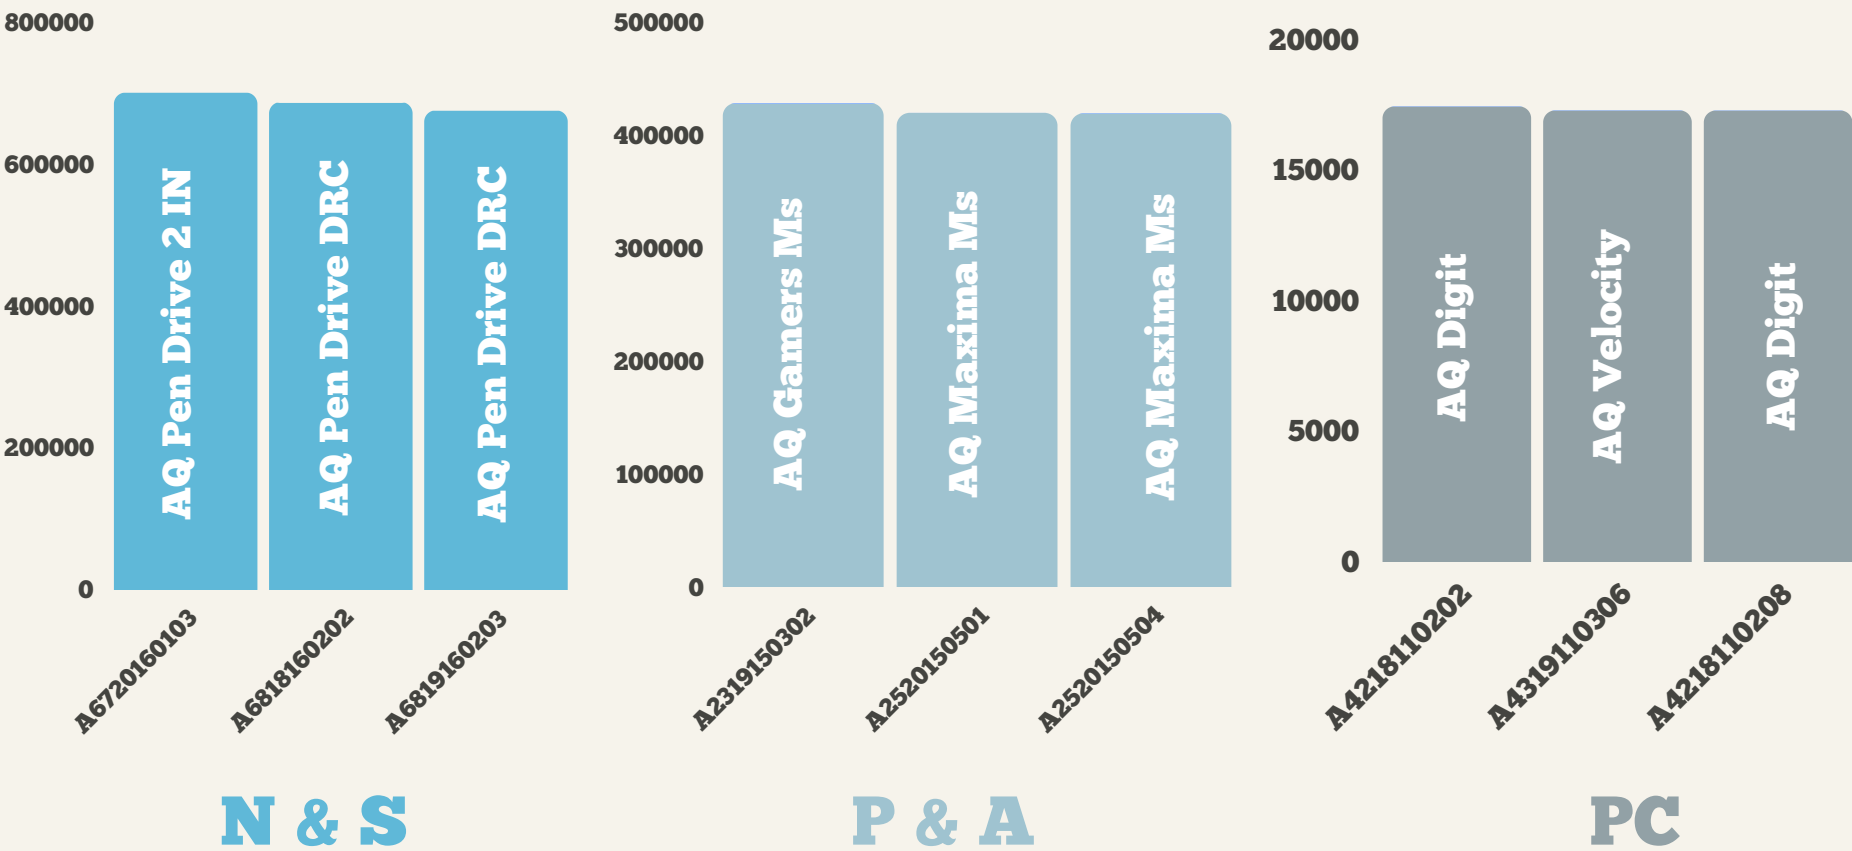 800000
600000
400000
200000
0
AQ Pen Drive 2 IN
AQ Pen Drive DRC
AQ Pen Drive DRC
A6720160103
A6818160202
A6819160203
N & S
500000
400000
300000
200000
100000
0
AQ Gamers Ms
AQ Maxima Ms
AQ Maxima Ms
A2319150302
A2520150501
A2520150504
P & A
20000
15000
10000
5000
0
AQ Digit
AQ Velocity
AQ Digit
A4218110202
A4319110306
A4218110208
PC